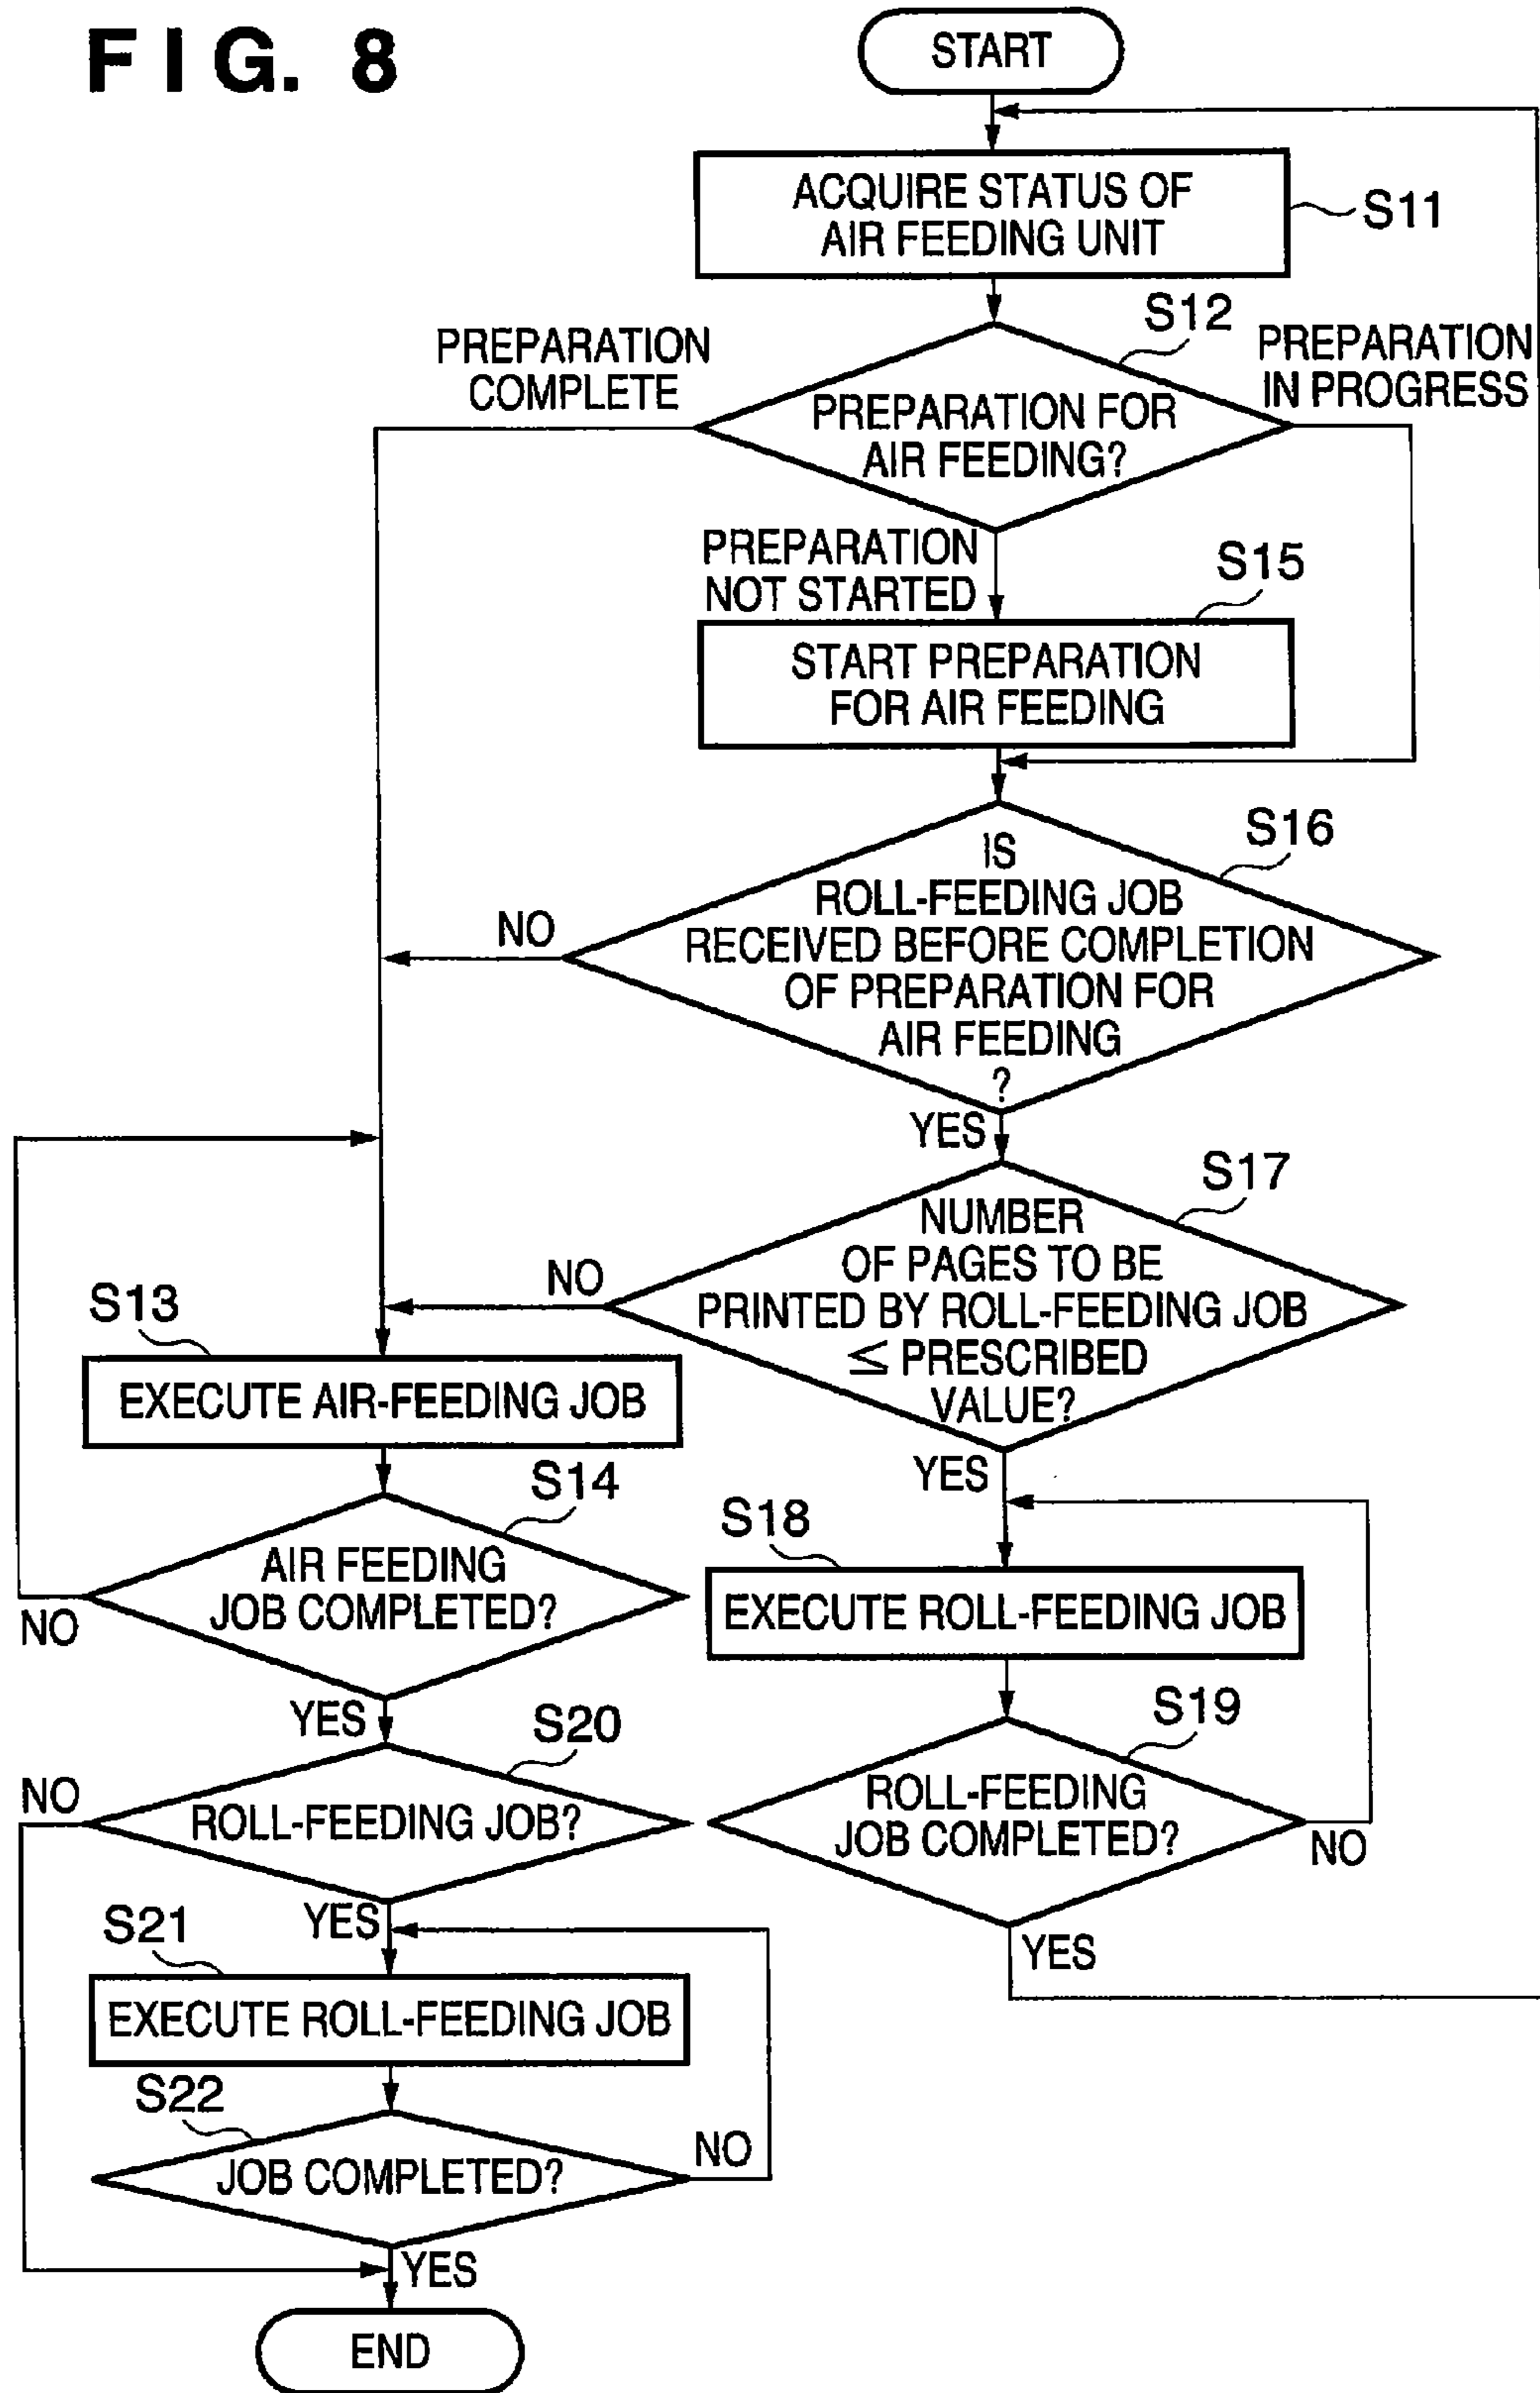 FIG. 8
START
ACQUIRE STATUS OF
AIR FEEDING UNIT
S11
S12
PREPARATION
COMPLETE
PREPARATION
IN PROGRESS
PREPARATION FOR
AIR FEEDING?
PREPARATION
NOT STARTED
S15
START PREPARATION
FOR AIR FEEDING
S16
IS
ROLL-FEEDING JOB
RECEIVED BEFORE COMPLETION
OF PREPARATION FOR
AIR FEEDING
?
NO
YES
S17
NUMBER
OF PAGES TO BE
PRINTED BY ROLL-FEEDING JOB
≦ PRESCRIBED
VALUE?
NO
YES
S13
EXECUTE AIR-FEEDING JOB
S14
AIR FEEDING
JOB COMPLETED?
NO
YES
S18
EXECUTE ROLL-FEEDING JOB
S19
ROLL-FEEDING
JOB COMPLETED?
NO
YES
S20
NO
ROLL-FEEDING JOB?
YES
S21
EXECUTE ROLL-FEEDING JOB
S22
JOB COMPLETED?
NO
YES
END